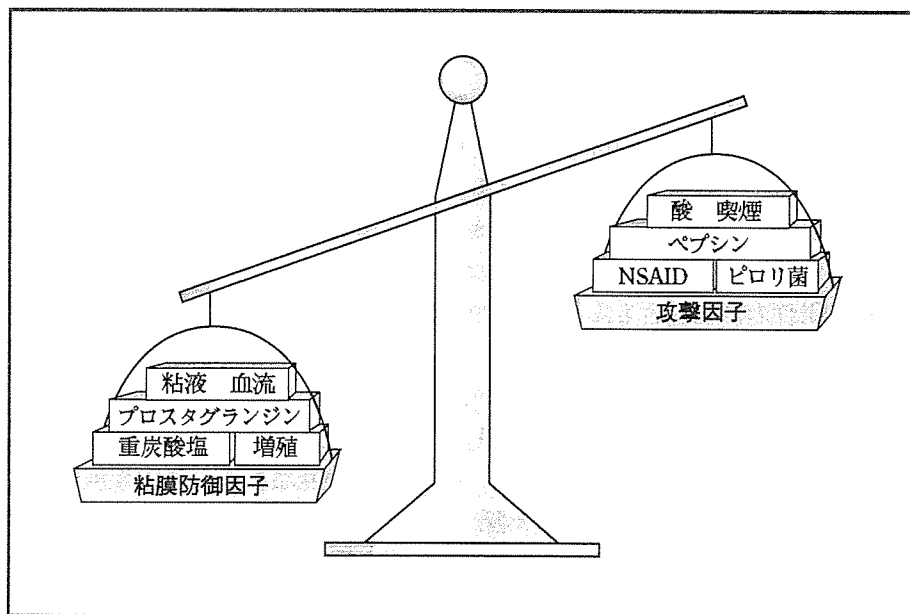 酸 喫煙
ペプシン
NSAID ピロリ菌
攻撃因子
粘液 血流
プロスタグランジン
重炭酸塩 増殖
粘膜防御因子